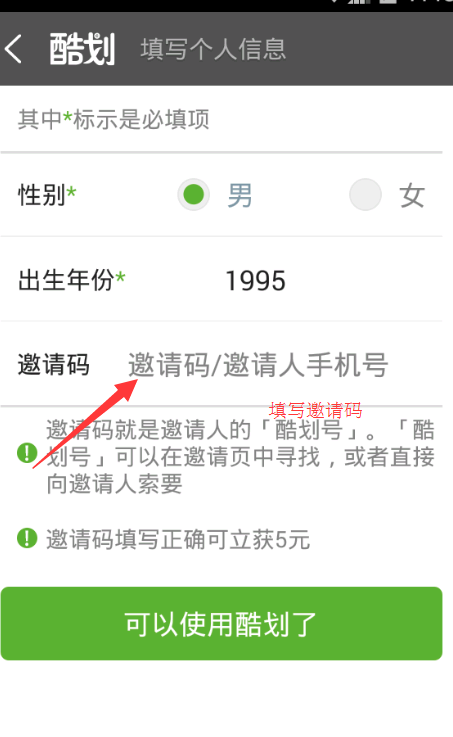 酷划 填写个人信息
其中*标示是必填项
性别* 男 女
出生年份* 1995
邀请码 邀请码/邀请人手机号
填写邀请码
邀请码就是邀请人的「酷划号」。「酷
划号」可以在邀请页中寻找，或者直接
向邀请人索要
邀请码填写正确可立获5元
可以使用酷划了